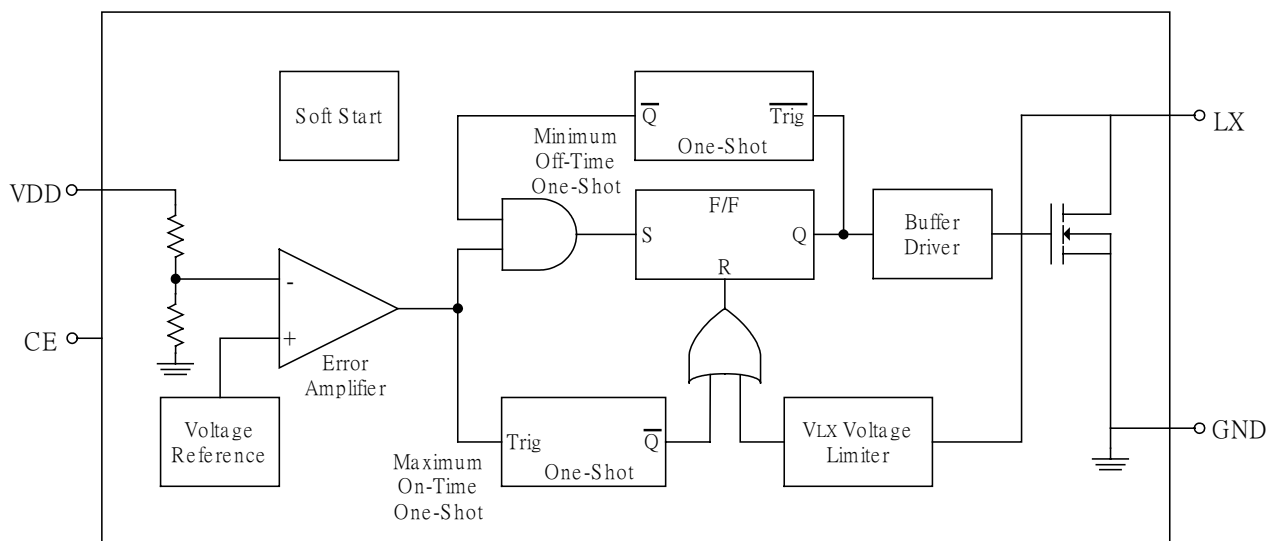 Soft Start
Q̅
T̅r̅i̅g̅
One-Shot
Minimum
Off-Time
One-Shot
LX
VDD
F/F
S
Q
R
Buffer
Driver
-
+
CE
Error
Amplifier
Voltage
Reference
Trig
Q̅
One-Shot
Maximum
On-Time
One-Shot
VLX Voltage
Limiter
GND